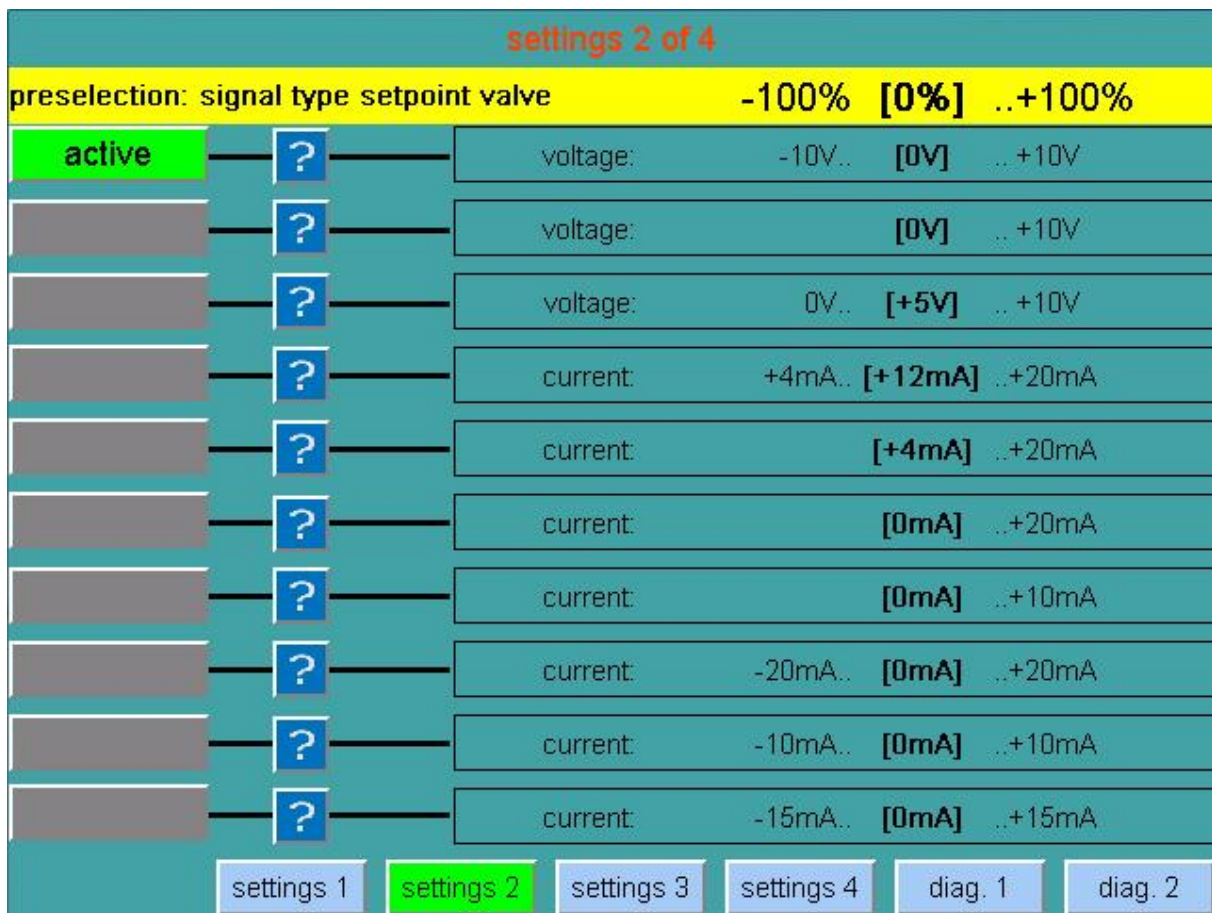 settings 2 of 4
preselection: signal type setpoint valve -100% [0%] ..+100%
active ? voltage: -10V.. [0V] ..+10V
? voltage: [0V] ..+10V
? voltage: 0V.. [+5V] ..+10V
? current: +4mA.. [+12mA] ..+20mA
? current: [+4mA] ..+20mA
? current: [0mA] ..+20mA
? current: [0mA] ..+10mA
? current: -20mA.. [0mA] ..+20mA
? current: -10mA.. [0mA] ..+10mA
? current: -15mA.. [0mA] ..+15mA
settings 1 settings 2 settings 3 settings 4 diag. 1 diag. 2